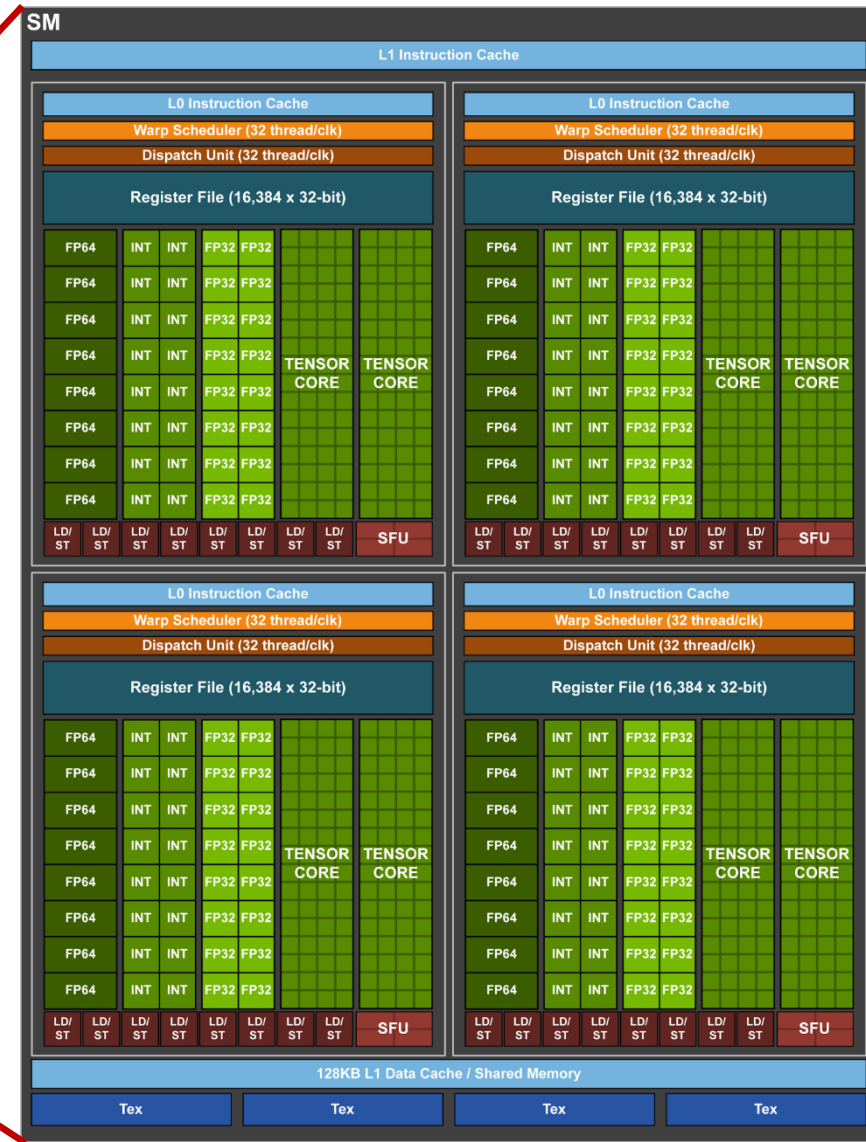 SM
L1 Instruction Cache
L0 Instruction Cache
Warp Scheduler (32 thread/clk)
Dispatch Unit (32 thread/clk)
Register File (16,384 x 32-bit)
FP64 INT INT FP32 FP32
FP64 INT INT FP32 FP32
FP64 INT INT FP32 FP32
FP64 INT INT FP32 FP32
TENSOR TENSOR
CORE CORE
FP64 INT INT FP32 FP32
FP64 INT INT FP32 FP32
FP64 INT INT FP32 FP32
FP64 INT INT FP32 FP32
LD/ LD/ LD/ LD/ LD/ LD/ LD/ LD/
ST ST ST ST ST ST ST ST
SFU
L0 Instruction Cache
Warp Scheduler (32 thread/clk)
Dispatch Unit (32 thread/clk)
Register File (16,384 x 32-bit)
FP64 INT INT FP32 FP32
FP64 INT INT FP32 FP32
FP64 INT INT FP32 FP32
FP64 INT INT FP32 FP32
TENSOR TENSOR
CORE CORE
FP64 INT INT FP32 FP32
FP64 INT INT FP32 FP32
FP64 INT INT FP32 FP32
FP64 INT INT FP32 FP32
LD/ LD/ LD/ LD/ LD/ LD/ LD/ LD/
ST ST ST ST ST ST ST ST
SFU
L0 Instruction Cache
Warp Scheduler (32 thread/clk)
Dispatch Unit (32 thread/clk)
Register File (16,384 x 32-bit)
FP64 INT INT FP32 FP32
FP64 INT INT FP32 FP32
FP64 INT INT FP32 FP32
FP64 INT INT FP32 FP32
TENSOR TENSOR
CORE CORE
FP64 INT INT FP32 FP32
FP64 INT INT FP32 FP32
FP64 INT INT FP32 FP32
FP64 INT INT FP32 FP32
LD/ LD/ LD/ LD/ LD/ LD/ LD/ LD/
ST ST ST ST ST ST ST ST
SFU
L0 Instruction Cache
Warp Scheduler (32 thread/clk)
Dispatch Unit (32 thread/clk)
Register File (16,384 x 32-bit)
FP64 INT INT FP32 FP32
FP64 INT INT FP32 FP32
FP64 INT INT FP32 FP32
FP64 INT INT FP32 FP32
TENSOR TENSOR
CORE CORE
FP64 INT INT FP32 FP32
FP64 INT INT FP32 FP32
FP64 INT INT FP32 FP32
FP64 INT INT FP32 FP32
LD/ LD/ LD/ LD/ LD/ LD/ LD/ LD/
ST ST ST ST ST ST ST ST
SFU
128KB L1 Data Cache / Shared Memory
Tex Tex Tex Tex